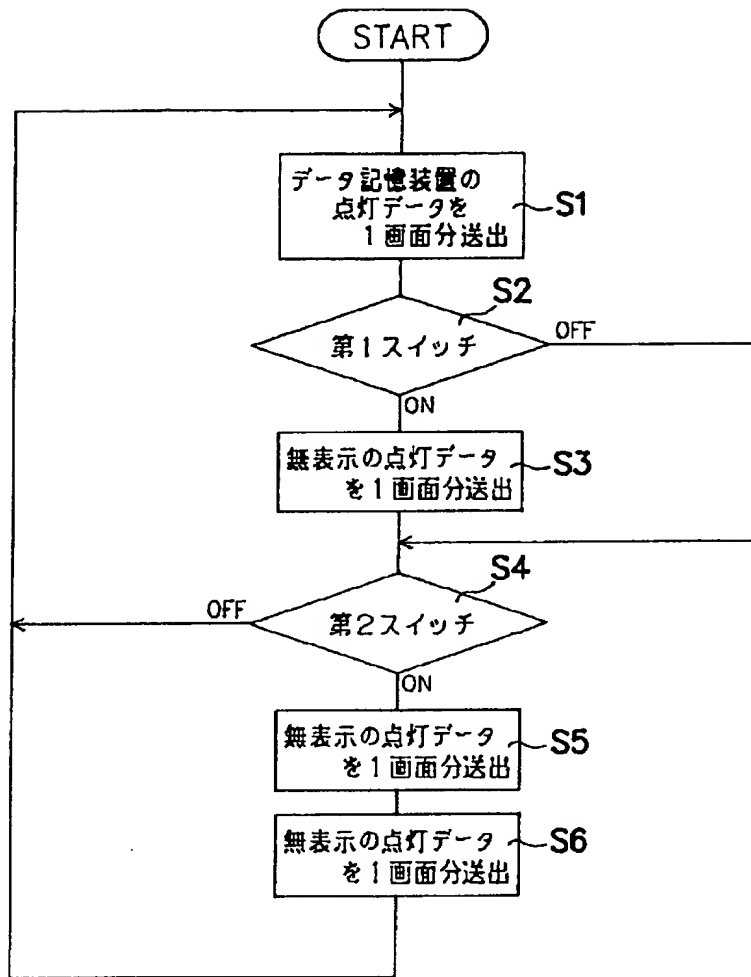 START
データ記憶装置の
点灯データを
1画面分送出
S1
S2
第1スイッチ
OFF
ON
無表示の点灯データ
を1画面分送出
S3
S4
OFF
第2スイッチ
ON
無表示の点灯データ
を1画面分送出
S5
無表示の点灯データ
を1画面分送出
S6